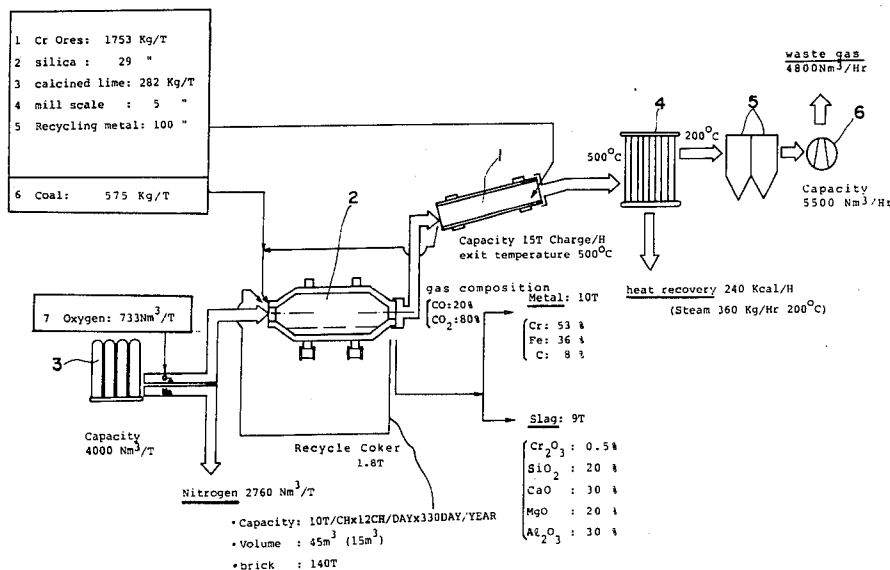 1 Cr Ores: 1753 Kg/T
2 silica : 29 "
3 calcined lime: 282 Kg/T
4 mill scale : 5 "
5 Recycling metal: 100 "
6 Coal: 575 Kg/T
7 Oxygen: 733Nm³/T
3
Capacity
4000 Nm³/T
Nitrogen 2760 Nm³/T
2
1
Capacity 15T Charge/H
exit temperature 500°C
gas composition
CO:20%
CO₂:80%
Recycle Coker
1.8T
•Capacity: 10T/CHx12CH/DAYx330DAY/YEAR
•Volume : 45m³ (15m³)
•brick : 140T
Metal: 10T
Cr: 53 %
Fe: 36 %
C: 8 %
Slag: 9T
Cr₂O₃ : 0.5%
SiO₂ : 20 %
CaO : 30 %
MgO : 20 %
Aℓ₂O₃ : 30 %
500°C
4
200°C
5
6
waste gas
4800Nm³/Hr
Capacity
5500 Nm³/Hr
heat recovery 240 Kcal/H
(Steam 360 Kg/Hr 200°C)